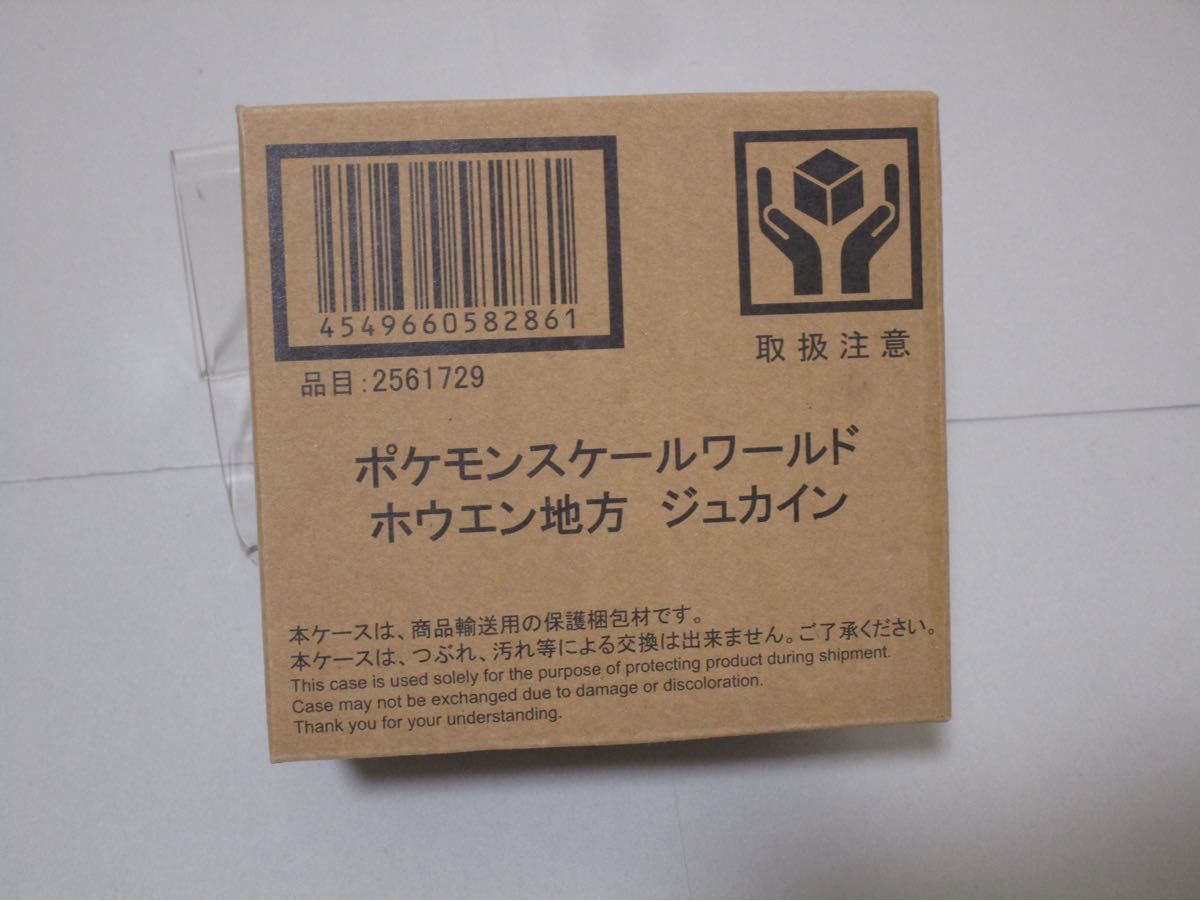 4549660582861
取扱注意
品目:2561729
ポケモンスケールワールド
ホウエン地方　ジュカイン
本ケースは、商品輸送用の保護梱包材です。
本ケースは、つぶれ、汚れ等による交換は出来ません。ご了承ください。
This case is used solely for the purpose of protecting product during shipment.
Case may not be exchanged due to damage or discoloration.
Thank you for your understanding.